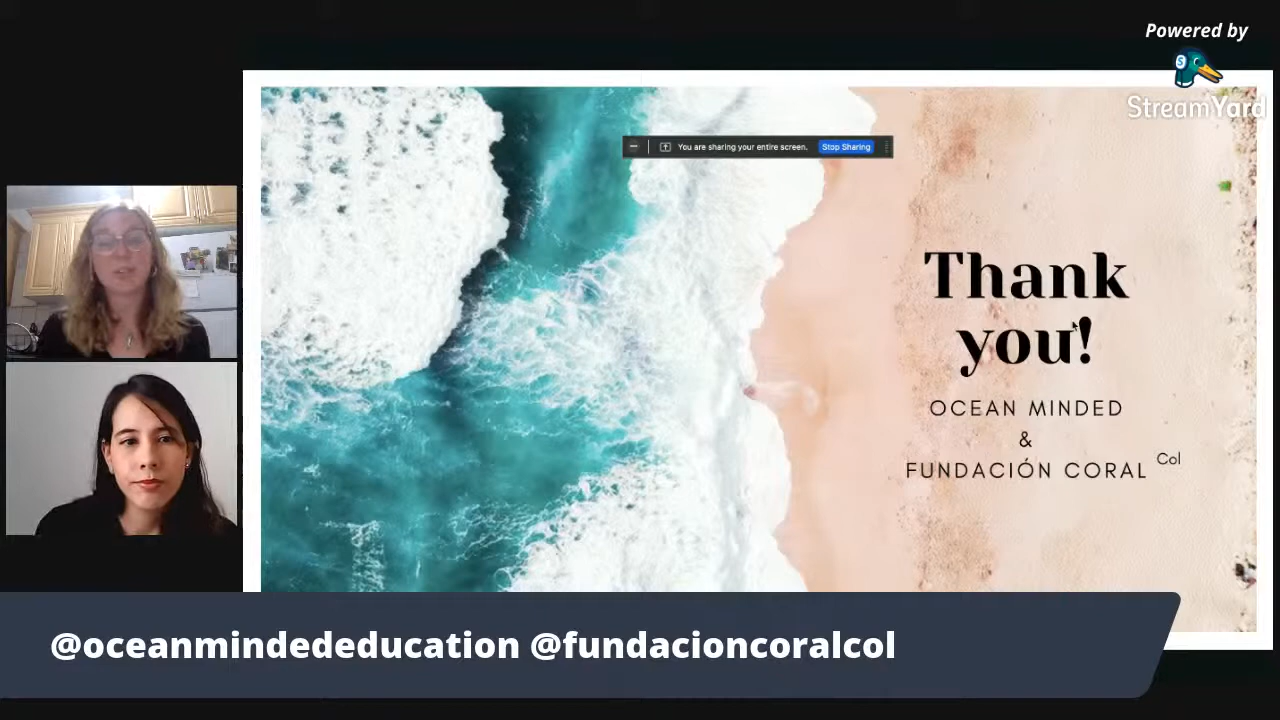 Powered by
StreamYard
You are sharing your entire screen. Stop Sharing
Thank
you!
OCEAN MINDED
&
FUNDACIÓN CORAL Col
@oceanmindededucation @fundacioncoralcol